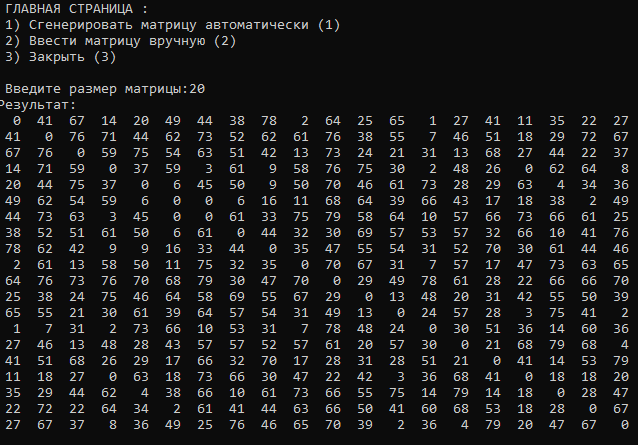 ГЛАВНАЯ СТРАНИЦА :
1) Сгенерировать матрицу автоматически (1)
2) Ввести матрицу вручную (2)
3) Закрыть (3)
Введите размер матрицы:20
Результат:
0 41 67 14 20 49 44 38 78 2 64 25 65 1 27 41 11 35 22 27
41 0 76 71 44 62 73 52 62 61 76 38 55 7 46 51 18 29 72 67
67 76 0 59 75 54 63 51 42 13 73 24 21 31 13 68 27 44 22 37
14 71 59 0 37 59 3 61 9 58 76 75 30 2 48 26 0 62 64 8
20 44 75 37 0 6 45 50 9 50 70 46 61 73 28 29 63 4 34 36
49 62 54 59 6 0 0 6 16 11 68 64 39 66 43 17 18 38 2 49
44 73 63 3 45 0 0 61 33 75 79 58 64 10 57 66 73 66 61 25
38 52 51 61 50 6 61 0 44 32 30 69 57 53 57 32 66 10 41 76
78 62 42 9 9 16 33 44 0 35 47 55 54 31 52 70 30 61 44 46
2 61 13 58 50 11 75 32 35 0 70 67 31 7 57 17 47 73 63 65
64 76 73 76 70 68 79 30 47 70 0 29 49 78 61 28 22 66 66 70
25 38 24 75 46 64 58 69 55 67 29 0 13 48 20 31 42 55 50 39
65 55 21 30 61 39 64 57 54 31 49 13 0 24 57 28 3 75 41 2
1 7 31 2 73 66 10 53 31 7 78 48 24 0 30 51 36 14 60 36
27 46 13 48 28 43 57 57 52 57 61 20 57 30 0 21 68 79 68 4
41 51 68 26 29 17 66 32 70 17 28 31 28 51 21 0 41 14 53 79
11 18 27 0 63 18 73 66 30 47 22 42 3 36 68 41 0 18 18 20
35 29 44 62 4 38 66 10 61 73 66 55 75 14 79 14 18 0 28 47
22 72 22 64 34 2 61 41 44 63 66 50 41 60 68 53 18 28 0 67
27 67 37 8 36 49 25 76 46 65 70 39 2 36 4 79 20 47 67 0